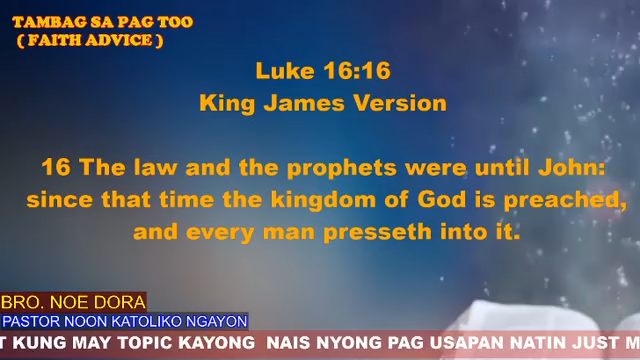 TAMBAG SA PAG TOO
( FAITH ADVICE )
Luke 16:16
King James Version
16 The law and the prophets were until John:
since that time the kingdom of God is preached,
and every man presseth into it.
BRO. NOE DORA
PASTOR NOON KATOLIKO NGAYON
KUNG MAY TOPIC KAYONG NAIS NYONG PAG USAPAN NATIN JUST